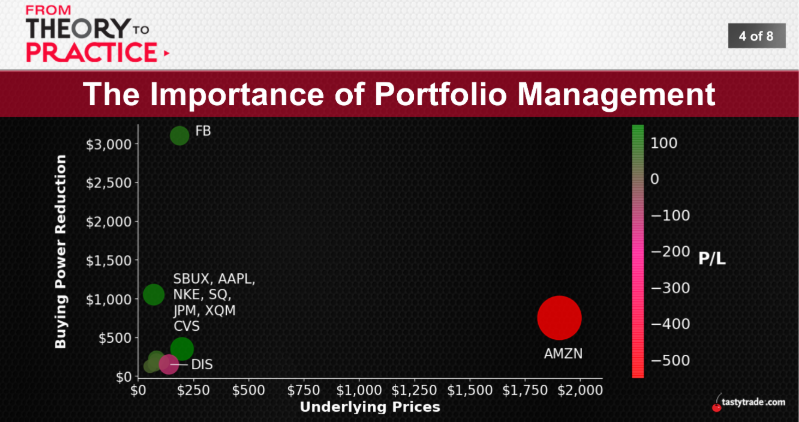 FROM
THEORY TO
PRACTICE
4 of 8
The Importance of Portfolio Management
Buying Power Reduction
$3,000
$2,500
$2,000
$1,500
$1,000
$500
$0
FB
SBUX, AAPL,
NKE, SQ,
JPM, XQM
CVS
DIS
AMZN
$0 $250 $500 $750 $1,000 $1,250 $1,500 $1,750 $2,000
Underlying Prices
100
0
−100
−200
−300
−400
−500
P/L
tastytrade.com